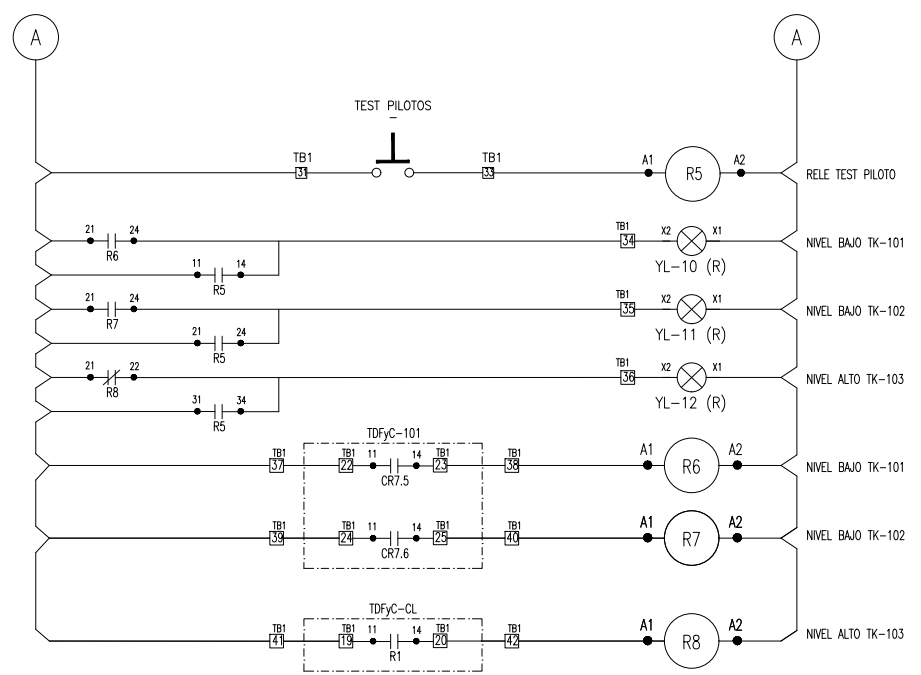 A A
TEST PILOTOS
TB1 TB1 A1 A2
31 33 R5 RELE TEST PILOTO
21 24 TB1 X2 X1
34 NIVEL BAJO TK-101
R6
11 14 YL-10 (R)
R5
21 24 TB1 X2 X1
35 NIVEL BAJO TK-102
R7
21 24 YL-11 (R)
R5
21 22 TB1 X2 X1
36 NIVEL ALTO TK-103
R8
31 34 YL-12 (R)
R5
TDFyC-101
TB1 TB1 11 14 TB1 TB1 A1 A2
37 22 23 38 R6 NIVEL BAJO TK-101
CR7.5
TB1 TB1 11 14 TB1 TB1 A1 A2
39 24 25 40 R7 NIVEL BAJO TK-102
CR7.6
TDFyC-CL
TB1 TB1 11 14 TB1 TB1 A1 A2
41 19 20 42 R8 NIVEL ALTO TK-103
R1